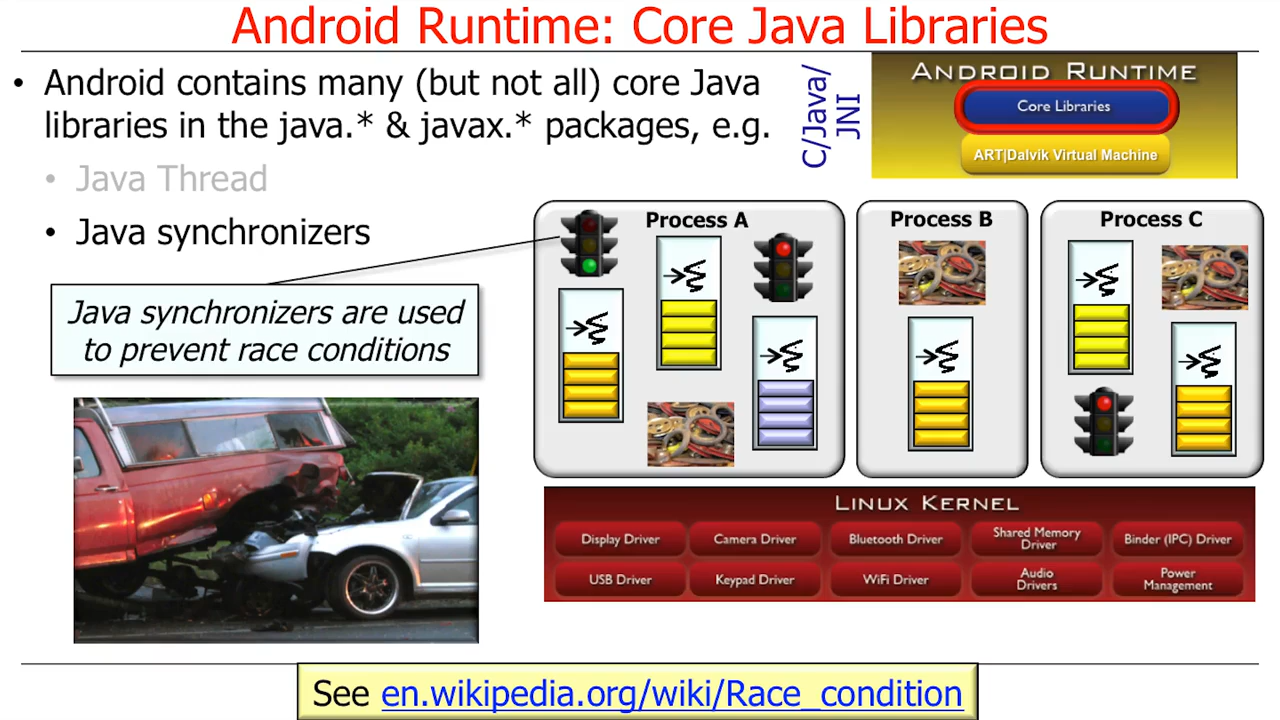 Android Runtime: Core Java Libraries
• Android contains many (but not all) core Java
libraries in the java.* & javax.* packages, e.g.
• Java Thread
• Java synchronizers
Java synchronizers are used
to prevent race conditions
C/Java/
JNI
ANDROID RUNTIME
Core Libraries
ART|Dalvik Virtual Machine
Process A
Process B
Process C
LINUX KERNEL
Display Driver
Camera Driver
Bluetooth Driver
Shared Memory
Driver
Binder (IPC) Driver
USB Driver
Keypad Driver
WiFi Driver
Audio
Drivers
Power
Management
See en.wikipedia.org/wiki/Race_condition